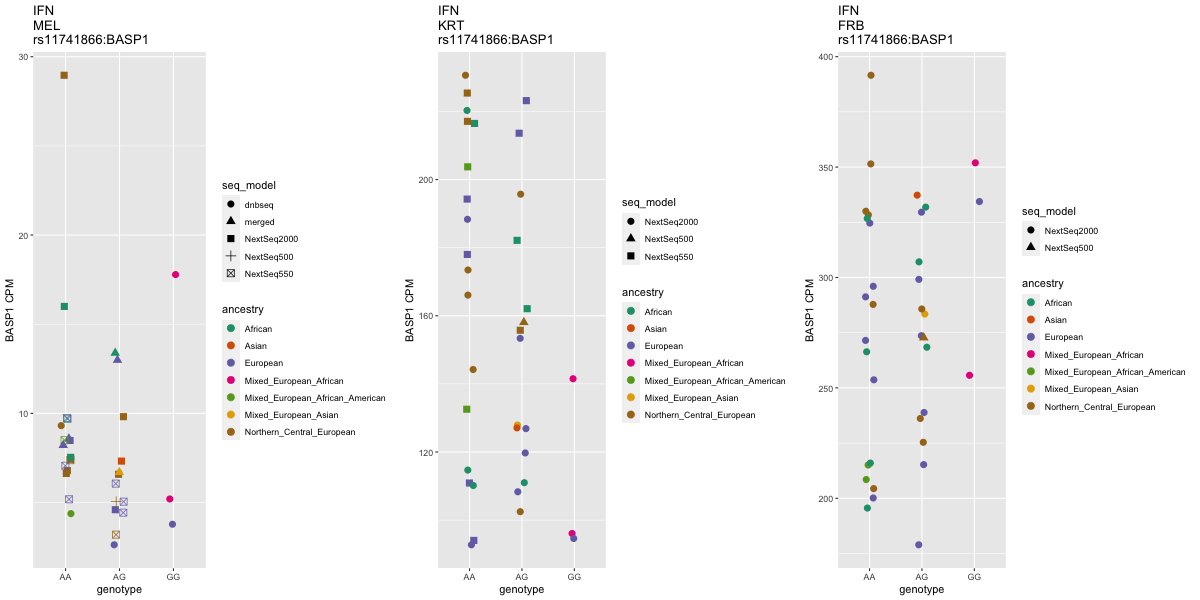 IFN
MEL
rs11741866:BASP1
30
20
10
BASP1 CPM
AA
AG
GG
genotype
seq_model
dnbseq
merged
NextSeq2000
NextSeq500
NextSeq550
ancestry
African
Asian
European
Mixed_European_African
Mixed_European_African_American
Mixed_European_Asian
Northern_Central_European
IFN
KRT
rs11741866:BASP1
200
160
120
BASP1 CPM
AA
AG
GG
genotype
seq_model
NextSeq2000
NextSeq500
NextSeq550
ancestry
African
Asian
European
Mixed_European_African
Mixed_European_African_American
Mixed_European_Asian
Northern_Central_European
IFN
FRB
rs11741866:BASP1
400
350
300
250
200
BASP1 CPM
AA
AG
GG
genotype
seq_model
NextSeq2000
NextSeq500
ancestry
African
Asian
European
Mixed_European_African
Mixed_European_African_American
Mixed_European_Asian
Northern_Central_European